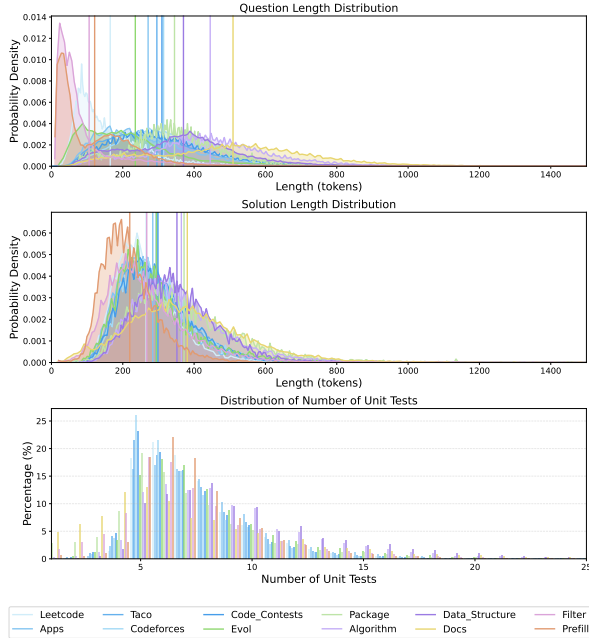 Question Length Distribution
0.014
0.012
0.010
0.008
0.006
0.004
0.002
0.000
Probability Density
0 200 400 600 800 1000 1200 1400
Length (tokens)
Solution Length Distribution
0.006
0.005
0.004
0.003
0.002
0.001
0.000
Probability Density
0 200 400 600 800 1000 1200 1400
Length (tokens)
Distribution of Number of Unit Tests
25
20
15
10
5
0
Percentage (%)
5 10 15 20 25
Number of Unit Tests
Leetcode Taco Code_Contests Package Data_Structure Filter
Apps Codeforces Evol Algorithm Docs Prefill